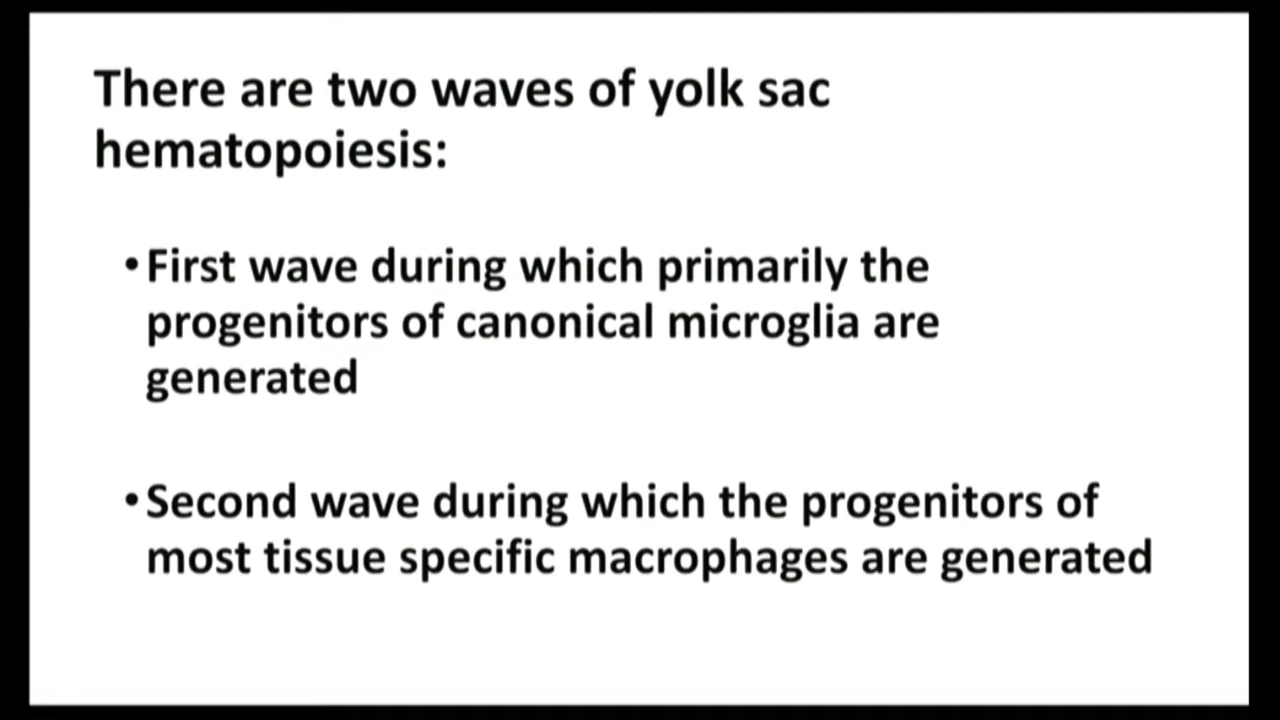 There are two waves of yolk sac
hematopoiesis:
•First wave during which primarily the
progenitors of canonical microglia are
generated
•Second wave during which the progenitors of
most tissue specific macrophages are generated